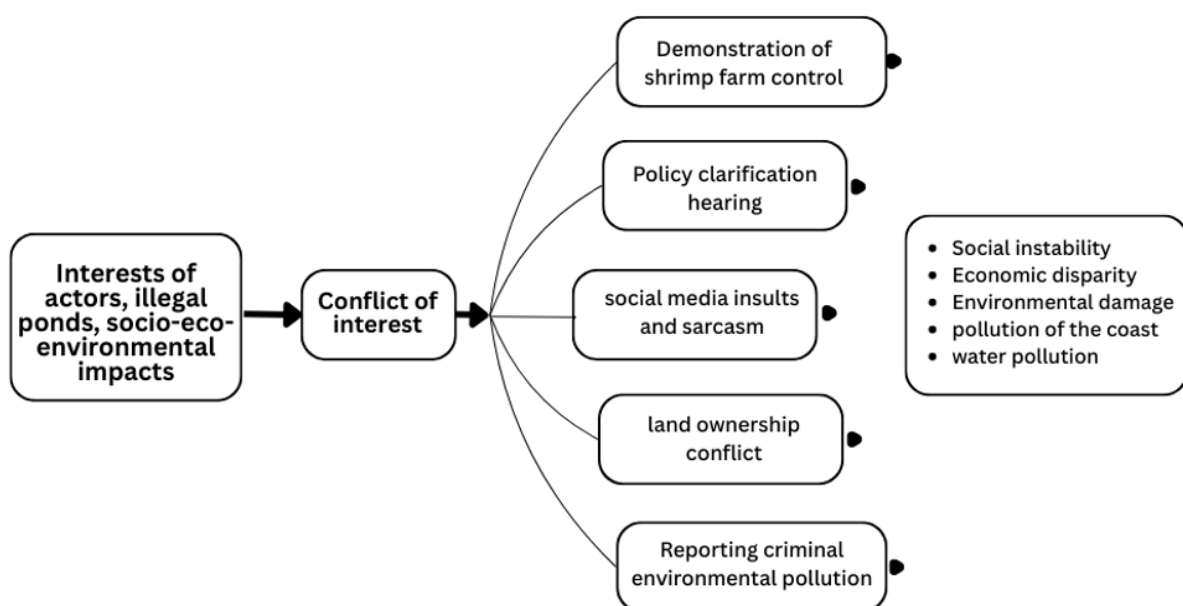 Interests of
actors, illegal
ponds, socio-eco-
environmental
impacts
Conflict of
interest
Demonstration of
shrimp farm control
Policy clarification
hearing
social media insults
and sarcasm
land ownership
conflict
Reporting criminal
environmental pollution
• Social instability
• Economic disparity
• Environmental damage
• pollution of the coast
• water pollution